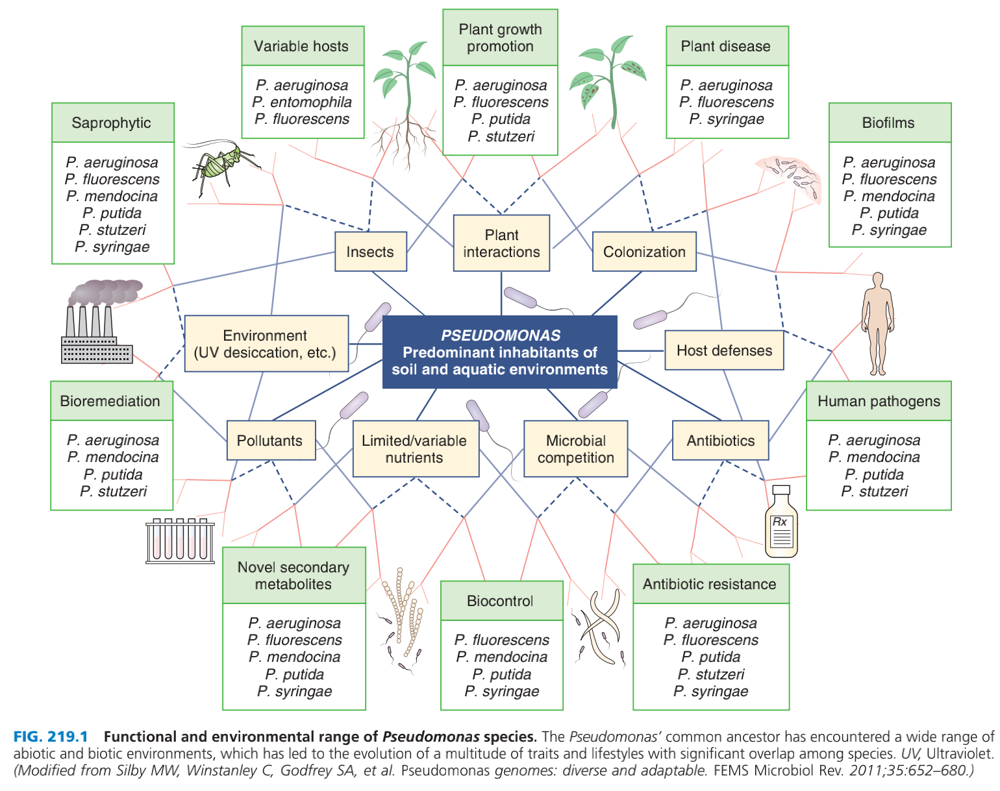 Variable hosts
P. aeruginosa
P. entomophila
P. fluorescens
Plant growth
promotion
P. aeruginosa
P. fluorescens
P. putida
P. stutzeri
Plant disease
P. aeruginosa
P. fluorescens
P. syringae
Saprophytic
P. aeruginosa
P. fluorescens
P. mendocina
P. putida
P. stutzeri
P. syringae
Biofilms
P. aeruginosa
P. fluorescens
P. mendocina
P. putida
P. syringae
Insects
Plant
interactions
Colonization
Environment
(UV desiccation, etc.)
PSEUDOMONAS
Predominant inhabitants of
soil and aquatic environments
Host defenses
Bioremediation
P. aeruginosa
P. mendocina
P. putida
P. stutzeri
Pollutants
Limited/variable
nutrients
Microbial
competition
Antibiotics
Human pathogens
P. aeruginosa
P. mendocina
P. putida
P. stutzeri
Rx
Novel secondary
metabolites
P. aeruginosa
P. fluorescens
P. mendocina
P. putida
P. syringae
Biocontrol
P. fluorescens
P. mendocina
P. putida
P. syringae
Antibiotic resistance
P. aeruginosa
P. fluorescens
P. putida
P. stutzeri
P. syringae
FIG. 219.1 Functional and environmental range of Pseudomonas species. The Pseudomonas’ common ancestor has encountered a wide range of
abiotic and biotic environments, which has led to the evolution of a multitude of traits and lifestyles with significant overlap among species. UV, Ultraviolet.
(Modified from Silby MW, Winstanley C, Godfrey SA, et al. Pseudomonas genomes: diverse and adaptable. FEMS Microbiol Rev. 2011;35:652–680.)